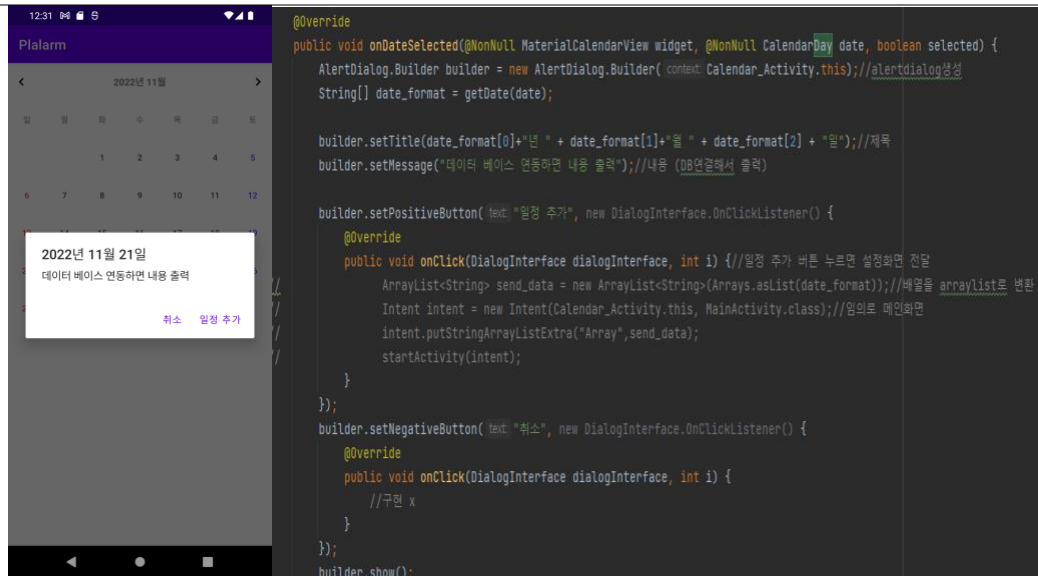 12:31
Plalarm
2022년 11월
일 월 화 수 목 금 토
1 2 3 4 5
6 7 8 9 10 11 12
2022년 11월 21일
데이터 베이스 연동하면 내용 출력
취소 일정 추가
@Override
public void onDateSelected(@NonNull MaterialCalendarView widget, @NonNull CalendarDay date, boolean selected) {
AlertDialog.Builder builder = new AlertDialog.Builder( context: Calendar_Activity.this);//alertdialog생성
String[] date_format = getDate(date);
builder.setTitle(date_format[0]+"년 " + date_format[1]+"월 " + date_format[2] + "일");//제목
builder.setMessage("데이터 베이스 연동하면 내용 출력");//내용 (DB연결해서 출력)
builder.setPositiveButton( text: "일정 추가", new DialogInterface.OnClickListener() {
@Override
public void onClick(DialogInterface dialogInterface, int i) {//일정 추가 버튼 누르면 설정화면 전달
// ArrayList<String> send_data = new ArrayList<String>(Arrays.asList(date_format));//배열을 arraylist로 변환
// Intent intent = new Intent(Calendar_Activity.this, MainActivity.class);//임의로 메인화면
// intent.putStringArrayListExtra("Array",send_data);
// startActivity(intent);
}
});
builder.setNegativeButton( text: "취소", new DialogInterface.OnClickListener() {
@Override
public void onClick(DialogInterface dialogInterface, int i) {
//구현 x
}
});
builder.show();